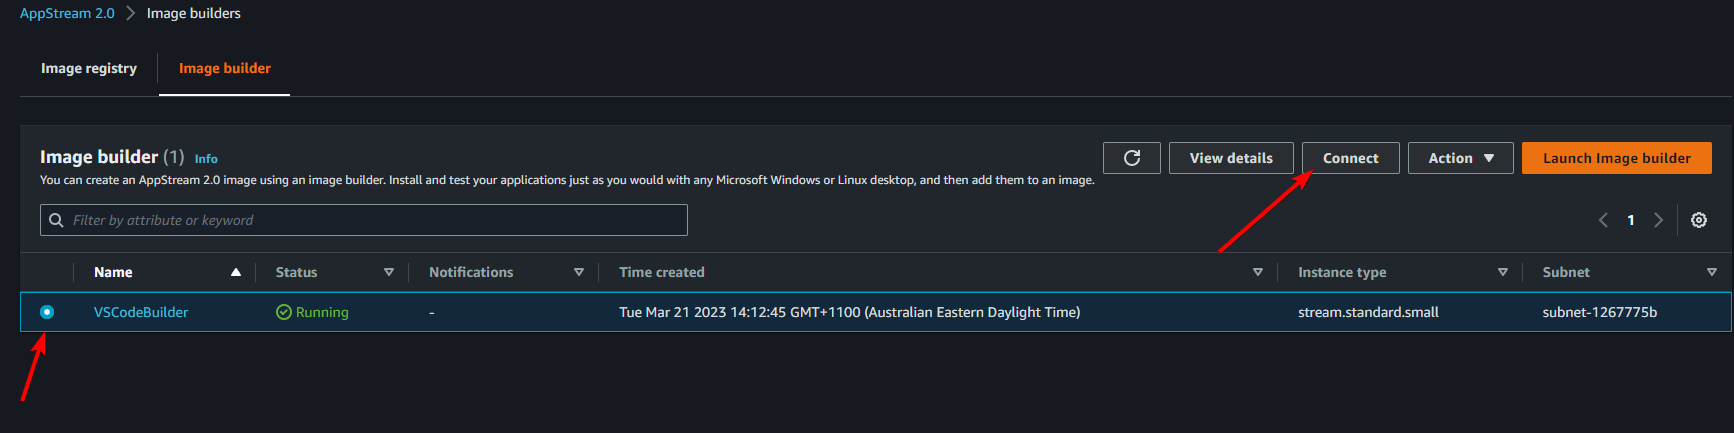 AppStream 2.0 > Image builders
Image registry Image builder
Image builder (1) Info View details Connect Action Launch Image builder
You can create an AppStream 2.0 image using an image builder. Install and test your applications just as you would with any Microsoft Windows or Linux desktop, and then add them to an image.
Filter by attribute or keyword 1
Name Status Notifications Time created Instance type Subnet
VSCodeBuilder Running - Tue Mar 21 2023 14:12:45 GMT+1100 (Australian Eastern Daylight Time) stream.standard.small subnet-1267775b